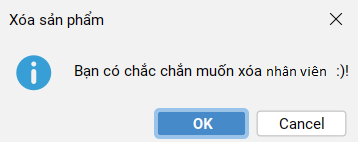 Xóa sản phẩm
Bạn có chắc chắn muốn xóa nhân viên :)!
OK
Cancel